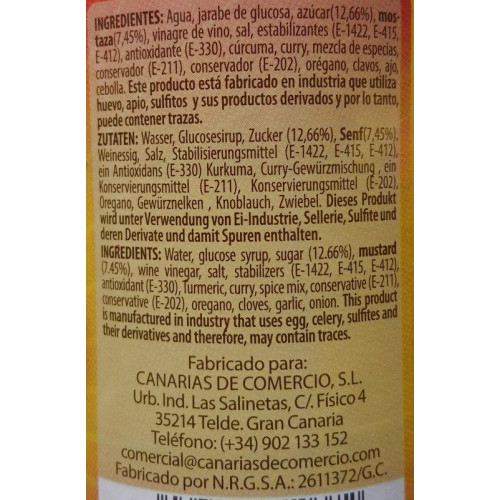 INGREDIENTES: Agua, jarabe de glucosa, azúcar(12,66%), mos-
taza(7,45%), vinagre de vino, sal, estabilizantes (E-1422, E-415,
E-412), antioxidante (E-330), cúrcuma, curry, mezcla de especias,
conservador (E-211), conservador (E-202), orégano, clavos, ajo,
cebolla. Este producto está fabricado en industria que utiliza
huevo, apio, sulfitos y sus productos derivados y por lo tanto,
puede contener trazas.
ZUTATEN: Wasser, Glucosesirup, Zucker (12,66%), Senf(7,45%),
Weinessig, Salz, Stabilisierungsmittel (E-1422, E-415, E-412),
ein Antioxidans (E-330) Kurkuma, Curry-Gewürzmischung , ein
Konservierungsmittel (E-211), Konservierungsmittel (E-202),
Oregano, Gewürznelken , Knoblauch, Zwiebel. Dieses Produkt
wird unter Verwendung von Ei-Industrie, Sellerie, Sulfite und
deren Derivate und damit Spuren enthalten.
INGREDIENTS: Water, glucose syrup, sugar (12.66%), mustard
(7.45%), wine vinegar, salt, stabilizers (E-1422, E-415, E-412),
antioxidant (E-330), Turmeric, curry, spice mix, conservative (E-211),
conservative (E-202), oregano, cloves, garlic, onion. This product
is manufactured in industry that uses egg, celery, sulfites and
their derivatives and therefore, may contain traces.
Fabricado para:
CANARIAS DE COMERCIO, S.L.
Urb. Ind. Las Salinetas, C/. Físico 4
35214 Telde. Gran Canaria
Teléfono: (+34) 902 133 152
comercial@canariasdecomercio.com
Fabricado por N.R.G.S.A.: 2611372/G.C.